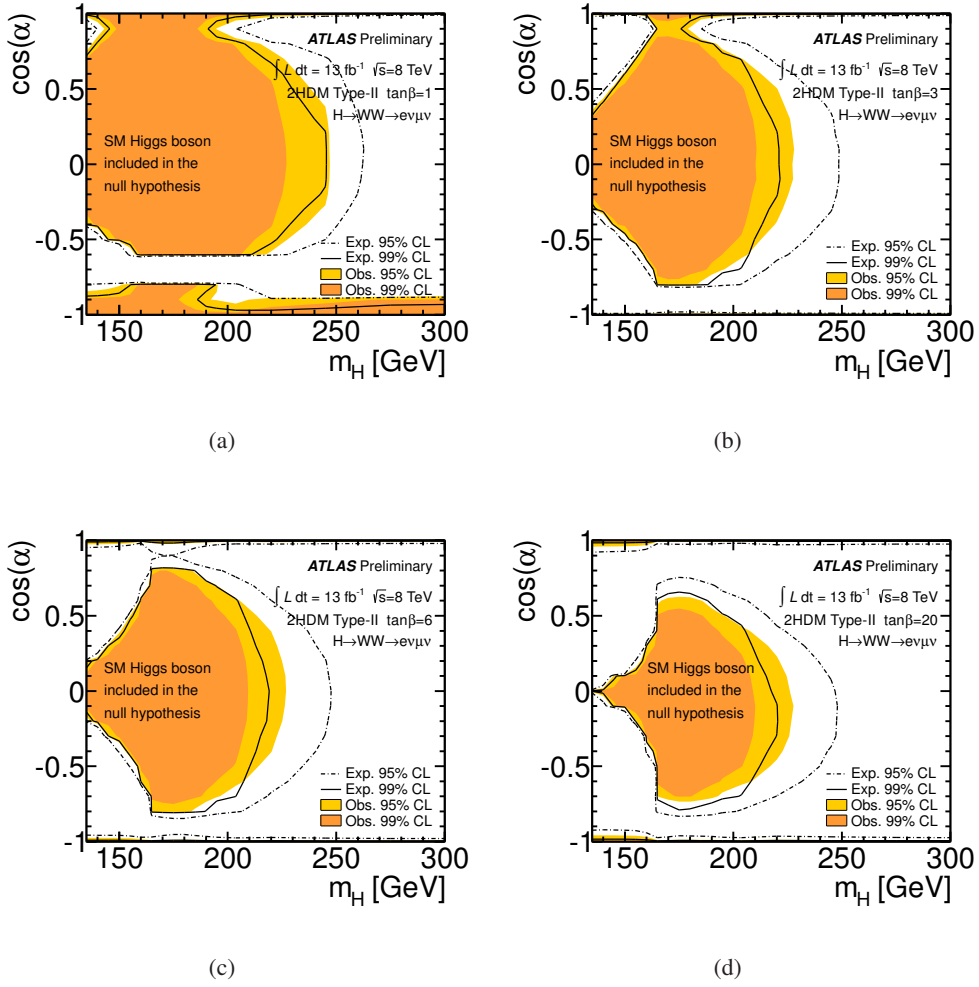 cos(α)
1
0.5
0
-0.5
-1
ATLAS Preliminary
∫ L dt = 13 fb⁻¹ √s=8 TeV
2HDM Type-II tanβ=1
H→WW→eνμν
SM Higgs boson
included in the
null hypothesis
Exp. 95% CL
Exp. 99% CL
Obs. 95% CL
Obs. 99% CL
150 200 250 300
m_H [GeV]
(a)
cos(α)
1
0.5
0
-0.5
-1
ATLAS Preliminary
∫ L dt = 13 fb⁻¹ √s=8 TeV
2HDM Type-II tanβ=3
H→WW→eνμν
SM Higgs boson
included in the
null hypothesis
Exp. 95% CL
Exp. 99% CL
Obs. 95% CL
Obs. 99% CL
150 200 250 300
m_H [GeV]
(b)
cos(α)
1
0.5
0
-0.5
-1
ATLAS Preliminary
∫ L dt = 13 fb⁻¹ √s=8 TeV
2HDM Type-II tanβ=6
H→WW→eνμν
SM Higgs boson
included in the
null hypothesis
Exp. 95% CL
Exp. 99% CL
Obs. 95% CL
Obs. 99% CL
150 200 250 300
m_H [GeV]
(c)
cos(α)
1
0.5
0
-0.5
-1
ATLAS Preliminary
∫ L dt = 13 fb⁻¹ √s=8 TeV
2HDM Type-II tanβ=20
H→WW→eνμν
SM Higgs boson
included in the
null hypothesis
Exp. 95% CL
Exp. 99% CL
Obs. 95% CL
Obs. 99% CL
150 200 250 300
m_H [GeV]
(d)